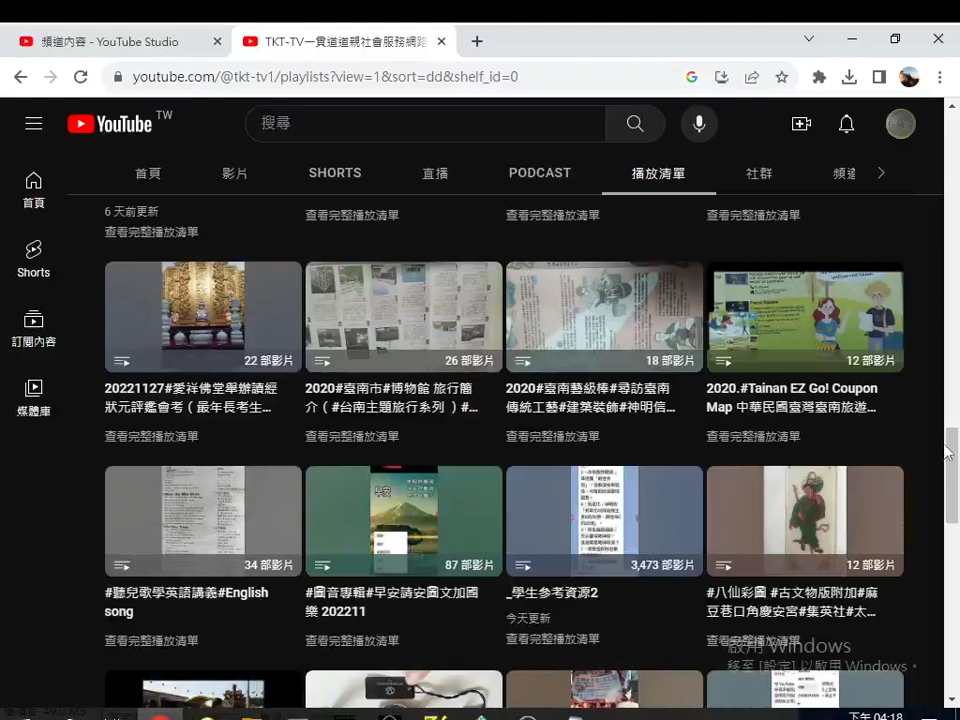 頻道內容 - YouTube Studio
TKT-TV一貫道道親社會服務網路
youtube.com/@tkt-tv1/playlists?view=1&sort=dd&shelf_id=0
YouTube TW
搜尋
首頁
影片
SHORTS
直播
PODCAST
播放清單
社群
頻道
首頁
Shorts
訂閱內容
媒體庫
6 天前更新
查看完整播放清單
查看完整播放清單
查看完整播放清單
查看完整播放清單
22 部影片
26 部影片
18 部影片
12 部影片
20221127#愛祥佛堂舉辦讀經
狀元評鑑會考（最年長考生...
查看完整播放清單
2020#臺南市#博物館 旅行簡
介（#台南主題旅行系列 ）#...
查看完整播放清單
2020#臺南藝級棒#尋訪臺南
傳統工藝#建築裝飾#神明信...
查看完整播放清單
2020.#Tainan EZ Go! Coupon
Map 中華民國臺灣臺南旅遊...
查看完整播放清單
早安
34 部影片
87 部影片
3,473 部影片
12 部影片
#聽兒歌學英語講義#English
song
查看完整播放清單
#圖音專輯#早安請安圖文加國
樂 202211
查看完整播放清單
_學生參考資源2
今天更新
查看完整播放清單
#八仙彩圖 #古文物版附加#麻
豆巷口角慶安宮#集英社#太...
查看完整播放清單
啟用 Windows
移至 [設定] 以啟用 Windows。
下午 04:18